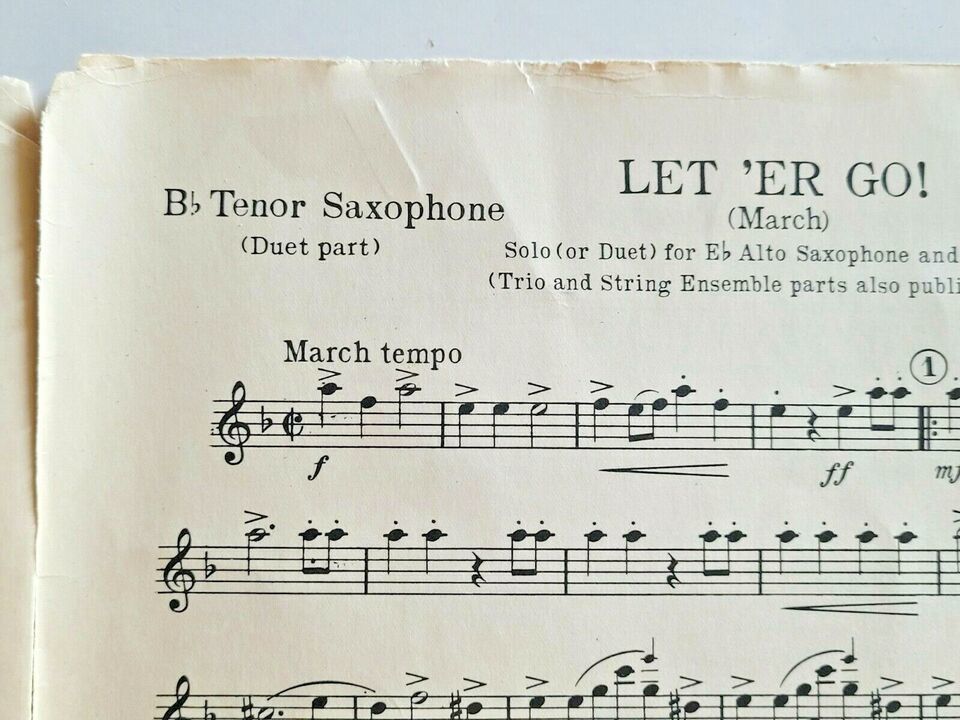 LET 'ER GO!
B♭ Tenor Saxophone
(March)
(Duet part)
Solo (or Duet) for E♭ Alto Saxophone and
(Trio and String Ensemble parts also
March tempo
1
f
ff